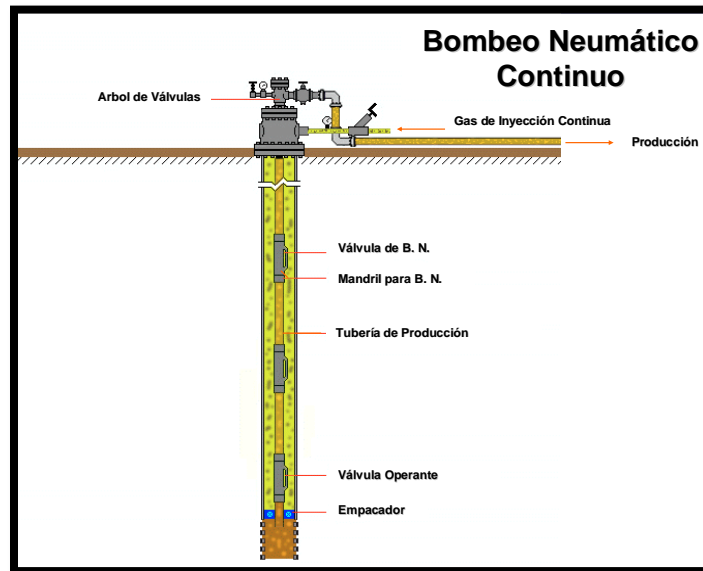 Bombeo Neumático
Continuo
Arbol de Válvulas
Gas de Inyección Continua
Producción
Válvula de B. N.
Mandril para B. N.
Tubería de Producción
Válvula Operante
Empacador